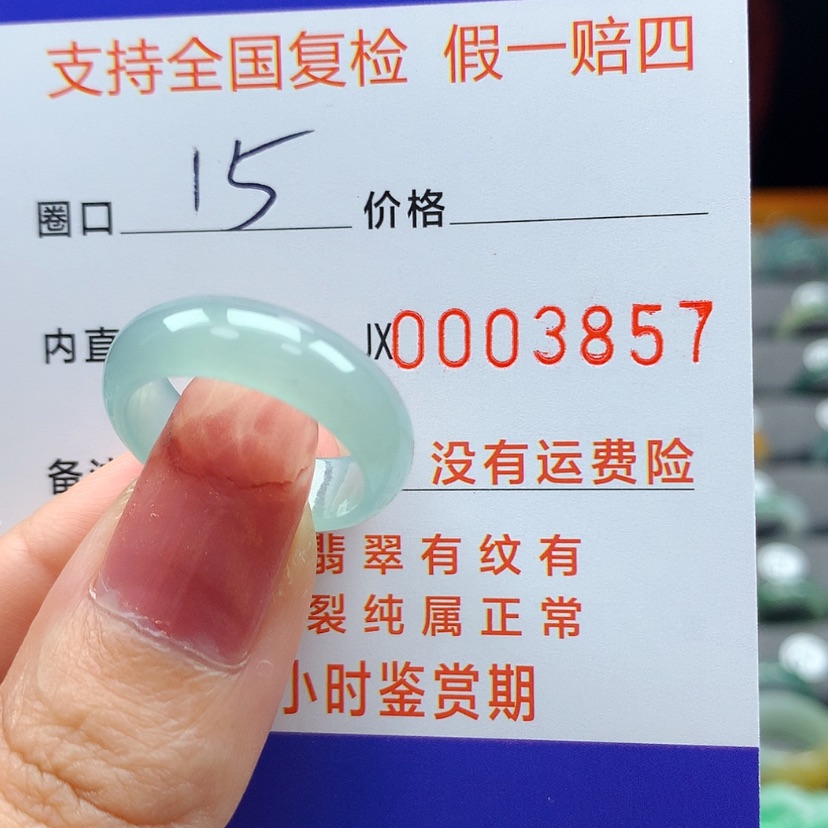 支持全国复检 假一赔四
圈口 15 价格
内直 IX0003857
备注 没有运费险
翡翠有纹有
裂纯属正常
小时鉴赏期